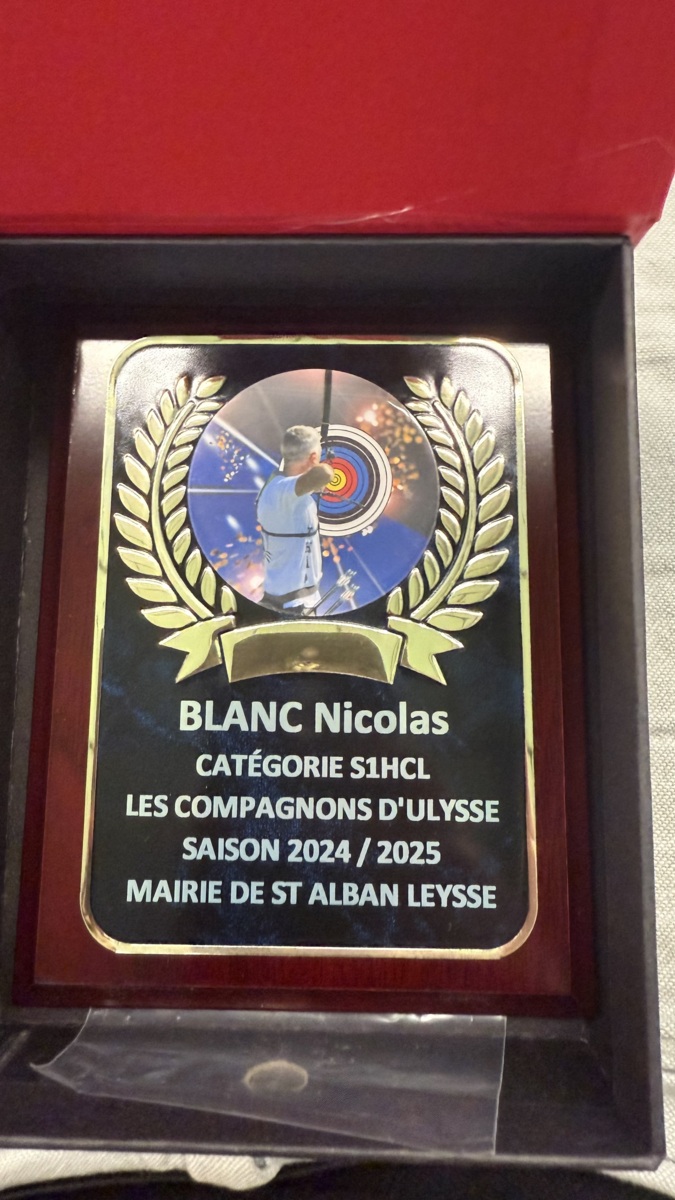 BLANC Nicolas
CATÉGORIE S1HCL
LES COMPAGNONS D'ULYSSE
SAISON 2024 / 2025
MAIRIE DE ST ALBAN LEYSSE